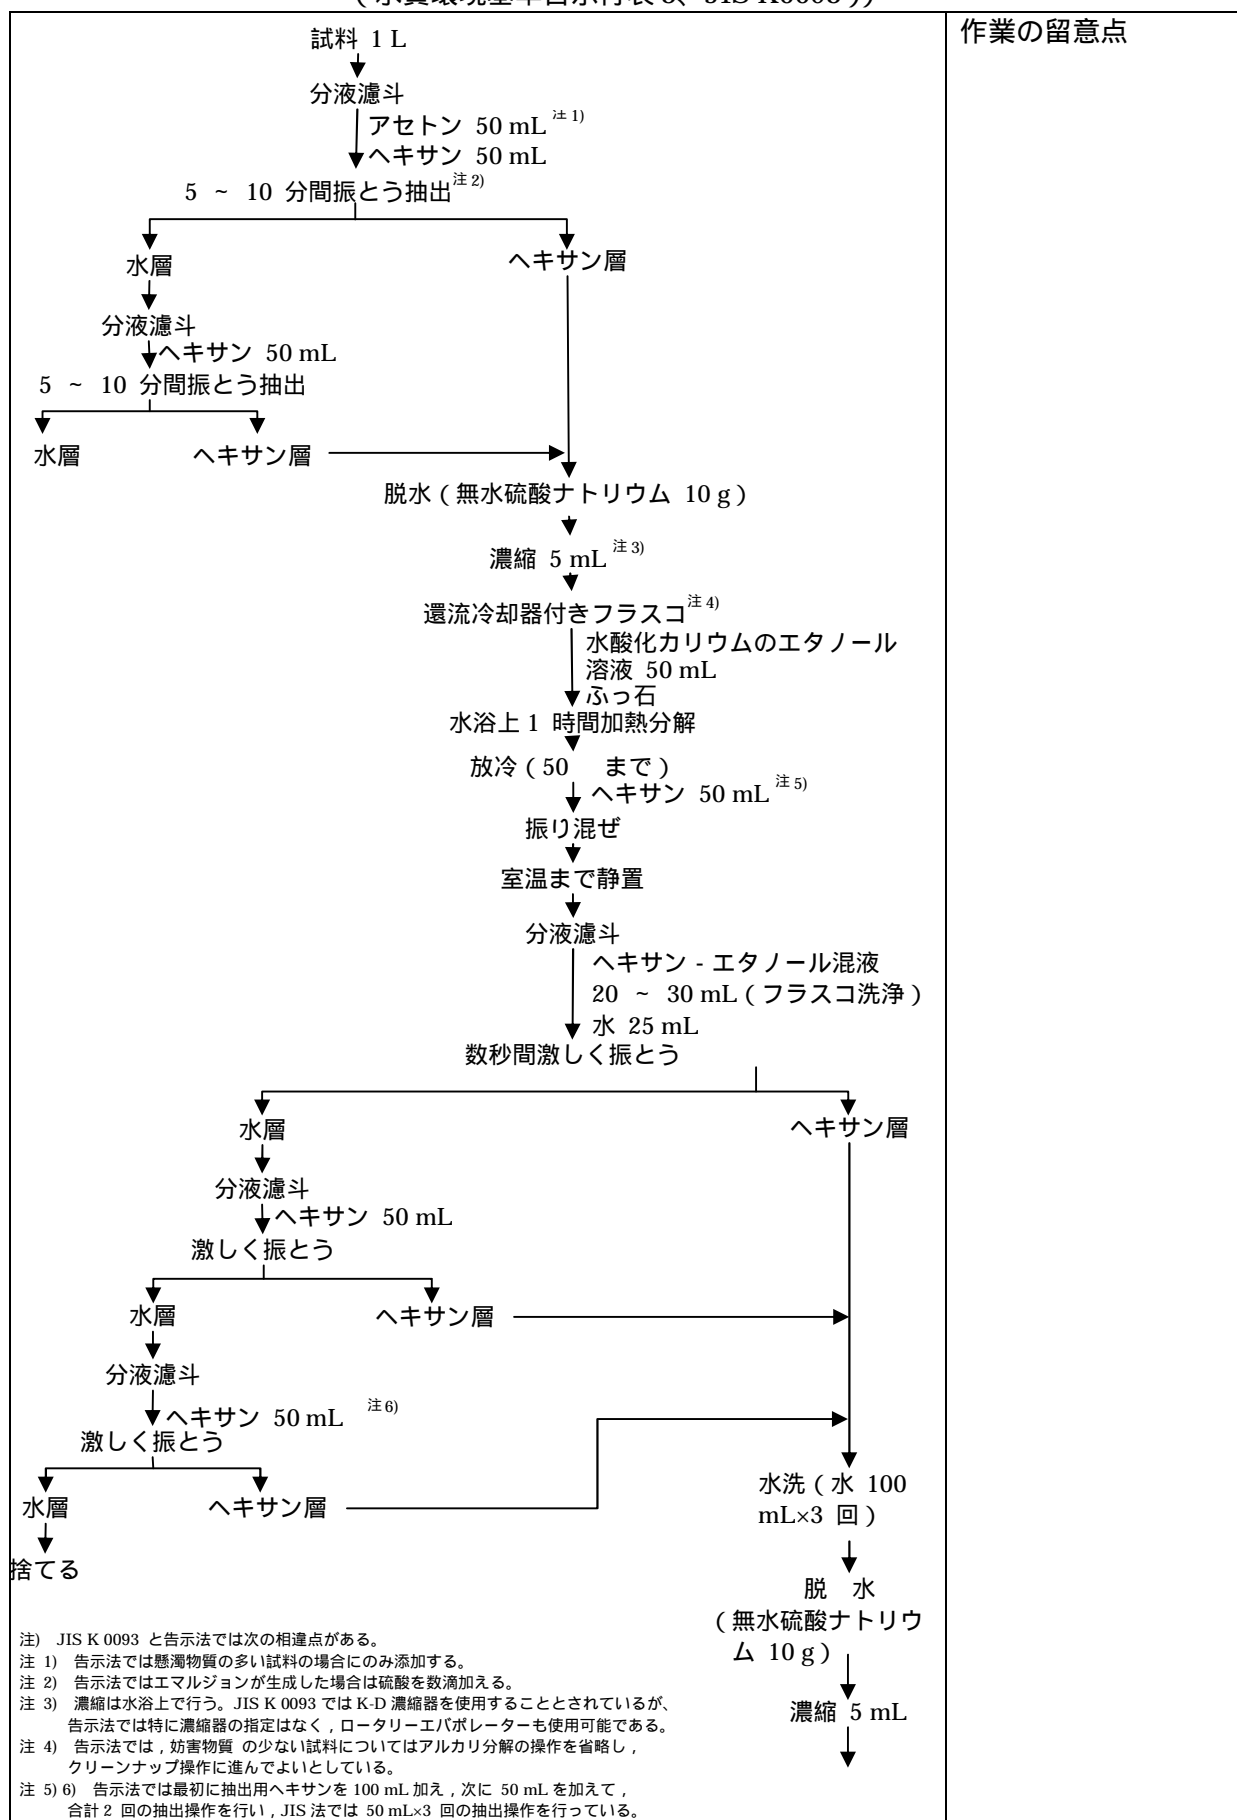 作業の留意点
試料 1 L
分液濾斗
アセトン 50 mL 注 1)
ヘキサン 50 mL
5 ~ 10 分間振とう抽出 注 2)
水層
ヘキサン層
分液濾斗
ヘキサン 50 mL
5 ~ 10 分間振とう抽出
水層
ヘキサン層
脱水 ( 無水硫酸ナトリウム 10 g )
濃縮 5 mL 注 3)
還流冷却器付きフラスコ 注 4)
水酸化カリウムのエタノール
溶液 50 mL
ふっ石
水浴上 1 時間加熱分解
放冷 ( 50 まで )
ヘキサン 50 mL 注 5)
振り混ぜ
室温まで静置
分液濾斗
ヘキサン - エタノール混液
20 ~ 30 mL ( フラスコ洗浄 )
水 25 mL
数秒間激しく振とう
水層
ヘキサン層
分液濾斗
ヘキサン 50 mL
激しく振とう
水層
ヘキサン層
分液濾斗
ヘキサン 50 mL 注 6)
激しく振とう
水層
ヘキサン層
捨てる
水洗 ( 水 100
mL×3 回 )
脱 水
( 無水硫酸ナトリウ
ム 10 g )
濃縮 5 mL
注) JIS K 0093 と告示法では次の相違点がある。
注 1) 告示法では懸濁物質の多い試料の場合にのみ添加する。
注 2) 告示法ではエマルジョンが生成した場合は硫酸を数滴加える。
注 3) 濃縮は水浴上で行う。JIS K 0093 では K-D 濃縮器を使用することとされているが、
告示法では特に濃縮器の指定はなく , ロータリーエバポレーターも使用可能である。
注 4) 告示法では , 妨害物質 の少ない試料についてはアルカリ分解の操作を省略し ,
クリーンナップ操作に進んでよいとしている。
注 5) 6) 告示法では最初に抽出用ヘキサンを 100 mL 加え , 次に 50 mL を加えて ,
合計 2 回の抽出操作を行い , JIS 法では 50 mL×3 回の抽出操作を行っている。